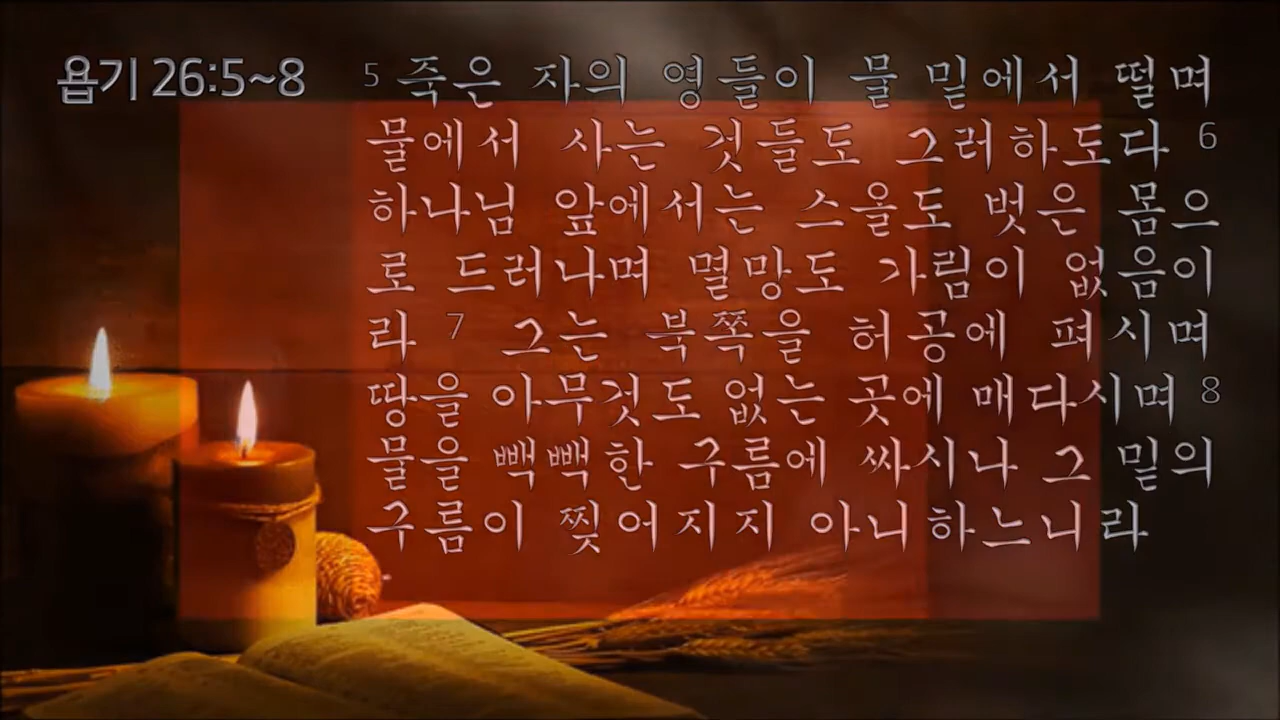 욥기 26:5~8
5 죽은 자의 영들이 물 밑에서 떨며
물에서 사는 것들도 그러하도다 6
하나님 앞에서는 스올도 벗은 몸으
로 드러나며 멸망도 가림이 없음이
라 7 그는 북쪽을 허공에 펴시며
땅을 아무것도 없는 곳에 매다시며 8
물을 빽빽한 구름에 싸시나 그 밑의
구름이 찢어지지 아니하느니라